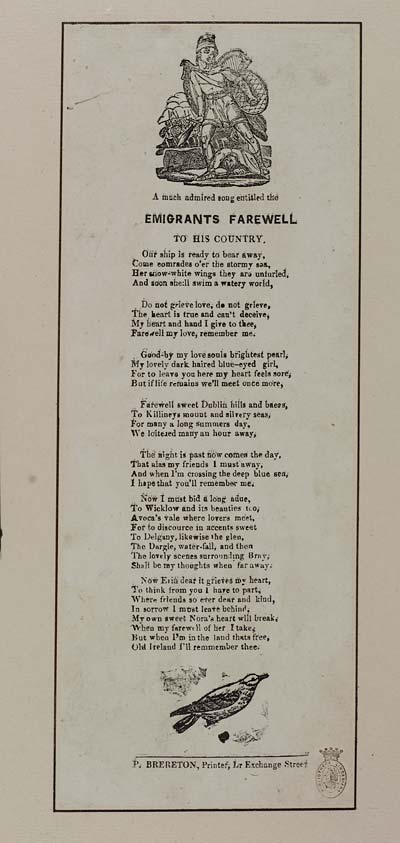 A much admired song entitled the
EMIGRANTS FAREWELL
TO HIS COUNTRY.
Our ship is ready to bear away,
Come comrades o'er the stormy sea,
Her snow-white wings they are unfurled,
And soon she'll swim a watery world,
Do not grieve love, do not grieve,
The heart is true and can't deceive,
My heart and hand I give to thee,
Farewell my love, remember me.
Good-by my love souls brightest pearl,
My lovely dark haired blue-eyed girl,
For to leave you here my heart feels sore,
But if life remains we'll meet once more,
Farewell sweet Dublin hills and baers,
To Killineys mount and silvery seas,
For many a long summers day,
We loitered many an hour away,
The night is past now comes the day,
That alas my friends I must away,
And when I'm crossing the deep blue sea,
I hape that you'll remember me.
Now I must bid a long adue,
To Wicklow and its beauties too,
Avoca's vale where lovers meet,
For to discource in accents sweet
To Delgany, likewise the glen,
The Dargle, water-fall, and then
The lovely scenes surrounding Bray,
Shall be my thoughts when far away.
Now Erin dear it grieves my heart,
To think from you I have to part,
Where friends so ever dear and kind,
In sorrow I must leave behind,
My own sweet Nora's heart will break,
When my farewell of her I take,
But when I'm in the land thats free,
Old Ireland I'll remmember thee.
P. BRERETON, Printer, Lr Exchange Street